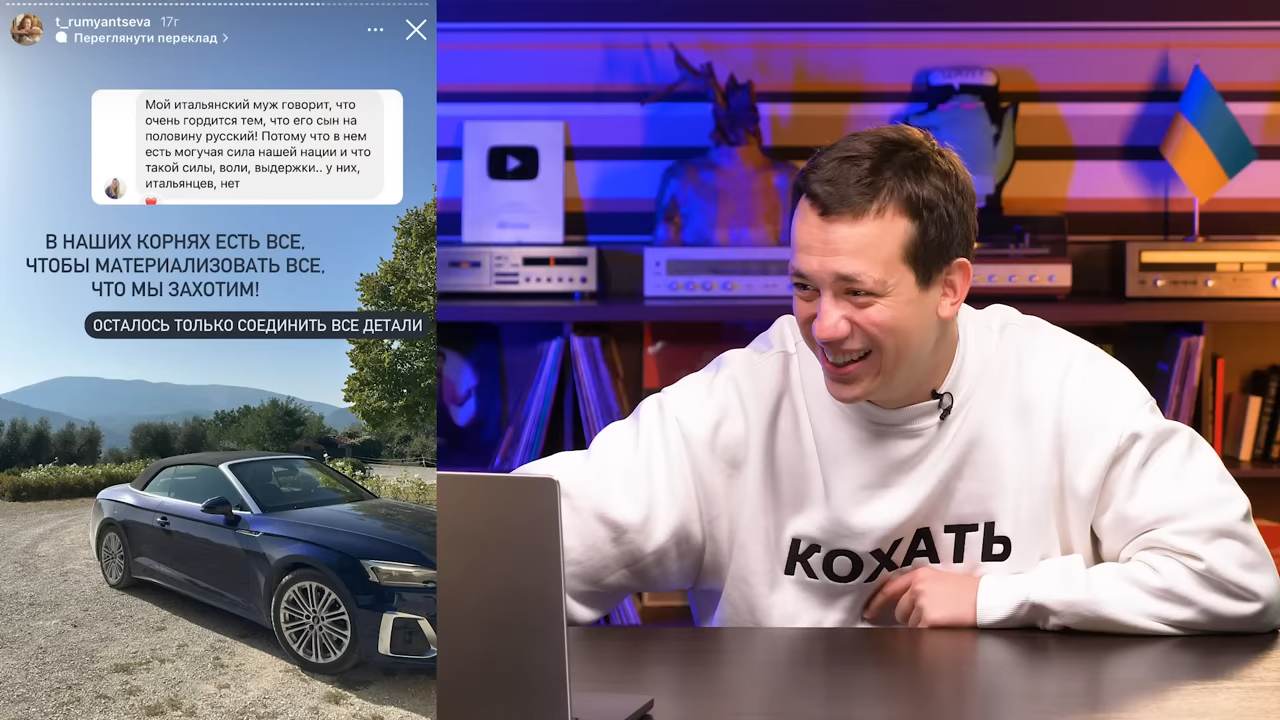 t_rumyantseva 17г
Переглянути переклад
Мой итальянский муж говорит, что
очень гордится тем, что его сын на
половину русский! Потому что в нем
есть могучая сила нашей нации и что
такой силы, воли, выдержки.. у них,
итальянцев, нет
В НАШИХ КОРНЯХ ЕСТЬ ВСЕ,
ЧТОБЫ МАТЕРИАЛИЗОВАТЬ ВСЕ,
ЧТО МЫ ЗАХОТИМ!
ОСТАЛОСЬ ТОЛЬКО СОЕДИНИТЬ ВСЕ ДЕТАЛИ
КОХАТЬ